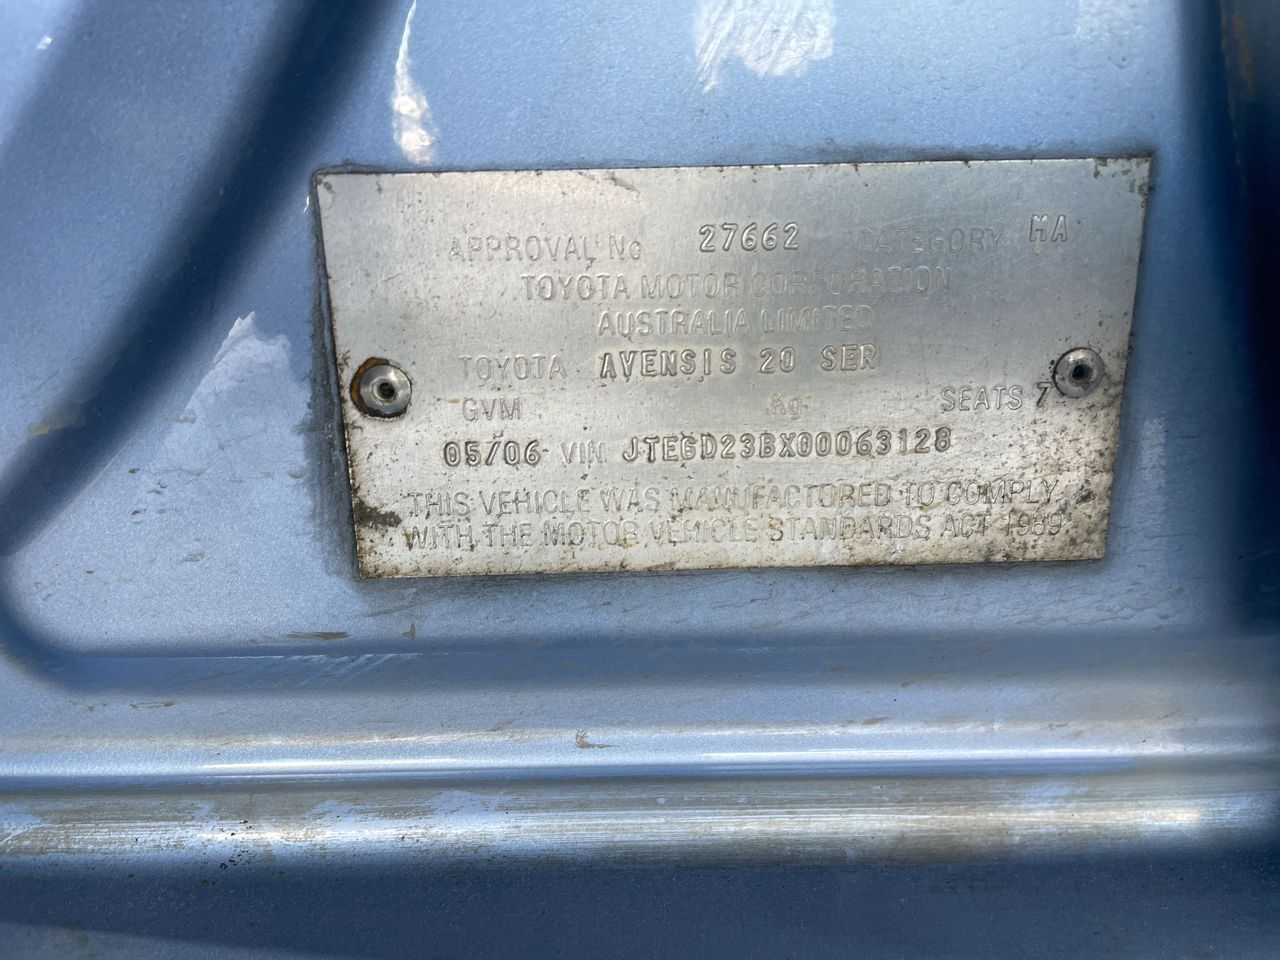 APPROVAL No 27662 CATEGORY MA
TOYOTA MOTOR CORPORATION
AUSTRALIA LIMITED
TOYOTA AVENSIS 20 SER
GVM Kg SEATS 7
05/06 VIN JTEGD23BX00063128
THIS VEHICLE WAS MANUFACTORED TO COMPLY
WITH THE MOTOR VEHICLE STANDARDS ACT 1989